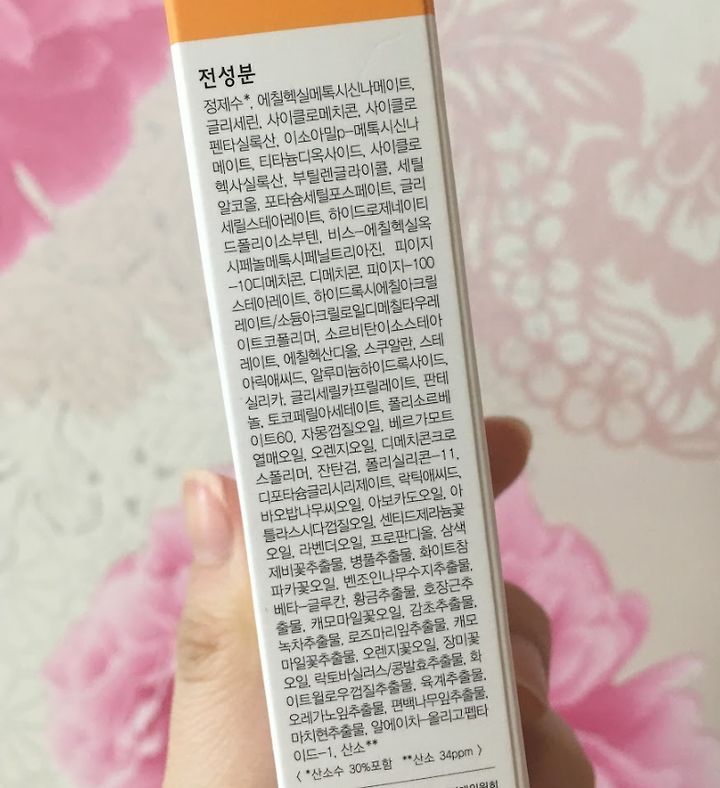 전성분
정제수*, 에칠헥실메톡시신나메이트,
글리세린, 사이클로메치콘, 사이클로
펜타실록산, 이소아밀p-메톡시신나
메이트, 티타늄디옥사이드, 사이클로
헥사실록산, 부틸렌글라이콜, 세틸
알코올, 포타슘세틸포스페이트, 글리
세릴스테아레이트, 하이드로제네이티
드폴리이소부텐, 비스-에칠헥실옥
시페놀메톡시페닐트리아진, 피이지
-10디메치콘, 디메치콘, 피이지-100
스테아레이트, 하이드록시에칠아크릴
레이트/소듐아크릴로일디메칠타우레
이트코폴리머, 소르비탄이소스테아
레이트, 에칠헥산디올, 스쿠알란, 스테
아릭애씨드, 알루미늄하이드록사이드,
실리카, 글리세릴카프릴레이트, 판테
놀, 토코페릴아세테이트, 폴리소르베
이트60, 자몽껍질오일, 베르가모트
열매오일, 오렌지오일, 디메치콘크로
스폴리머, 잔탄검, 폴리실리콘-11,
디포타슘글리시리제이트, 락틱애씨드,
바오밥나무씨오일, 아보카도오일, 아
틀라스시다껍질오일, 센티드제라늄꽃
오일, 라벤더오일, 프로판디올, 삼색
제비꽃추출물, 병풀추출물, 화이트참
파카꽃오일, 벤조인나무수지추출물,
베타-글루칸, 황금추출물, 호장근추
출물, 캐모마일꽃오일, 감초추출물,
녹차추출물, 로즈마리잎추출물, 캐모
마일꽃추출물, 오렌지꽃오일, 장미꽃
오일, 락토바실러스/콩발효추출물, 화
이트윌로우껍질추출물, 육계추출물,
오레가노잎추출물, 편백나무잎추출물,
마치현추출물, 알에이치-올리고펩타
이드-1, 산소**
< *산소수 30%포함 **산소 34ppm >